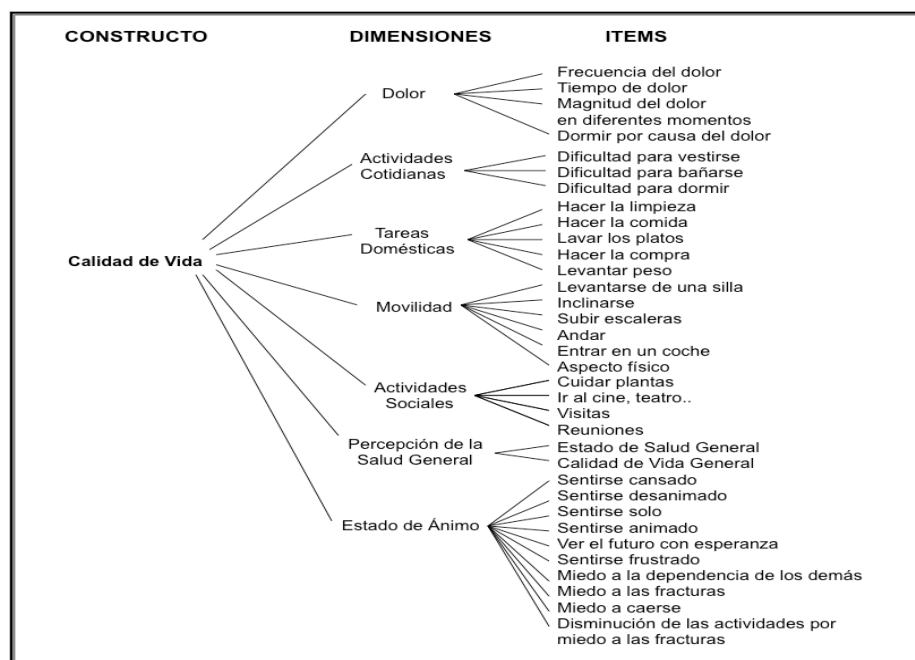 CONSTRUCTO DIMENSIONES ITEMS
Calidad de Vida
Dolor
Frecuencia del dolor
Tiempo de dolor
Magnitud del dolor
en diferentes momentos
Dormir por causa del dolor
Actividades
Cotidianas
Dificultad para vestirse
Dificultad para bañarse
Dificultad para dormir
Tareas
Domésticas
Hacer la limpieza
Hacer la comida
Lavar los platos
Hacer la compra
Levantar peso
Movilidad
Levantarse de una silla
Inclinarse
Subir escaleras
Andar
Entrar en un coche
Aspecto físico
Actividades
Sociales
Cuidar plantas
Ir al cine, teatro..
Visitas
Reuniones
Percepción de la
Salud General
Estado de Salud General
Calidad de Vida General
Estado de Ánimo
Sentirse cansado
Sentirse desanimado
Sentirse solo
Sentirse animado
Ver el futuro con esperanza
Sentirse frustrado
Miedo a la dependencia de los demás
Miedo a las fracturas
Miedo a caerse
Disminución de las actividades por
miedo a las fracturas